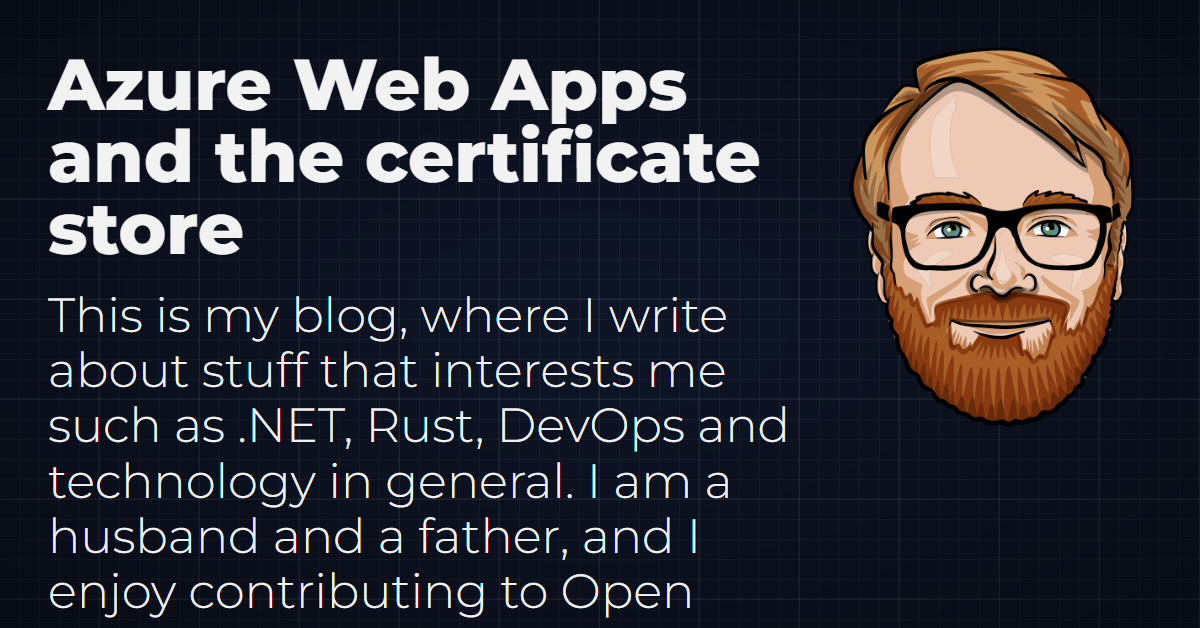 Azure Web Apps
and the certificate
store
This is my blog, where I write
about stuff that interests me
such as .NET, Rust, DevOps and
technology in general. I am a
husband and a father, and I
enjoy contributing to Open